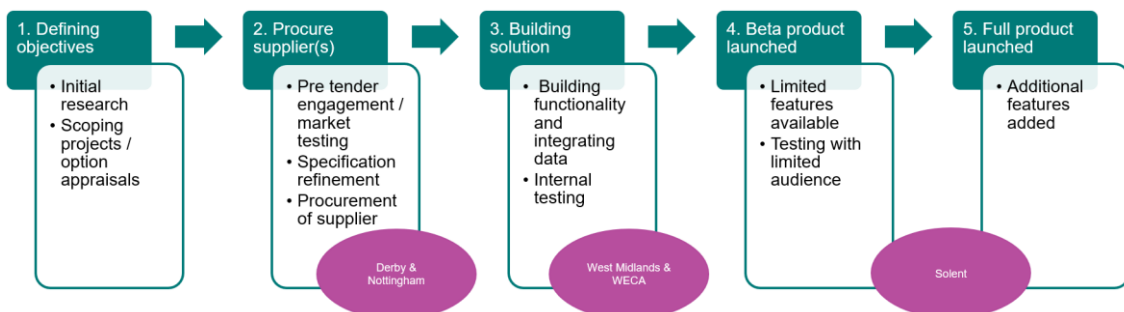 1. Defining
objectives
• Initial
research
• Scoping
projects /
option
appraisals
2. Procure
supplier(s)
• Pre tender
engagement /
market
testing
• Specification
refinement
• Procurement
of supplier
Derby &
Nottingham
3. Building
solution
• Building
functionality
and
integrating
data
• Internal
testing
West Midlands &
WECA
4. Beta product
launched
• Limited
features
available
• Testing with
limited
audience
Solent
5. Full product
launched
• Additional
features
added